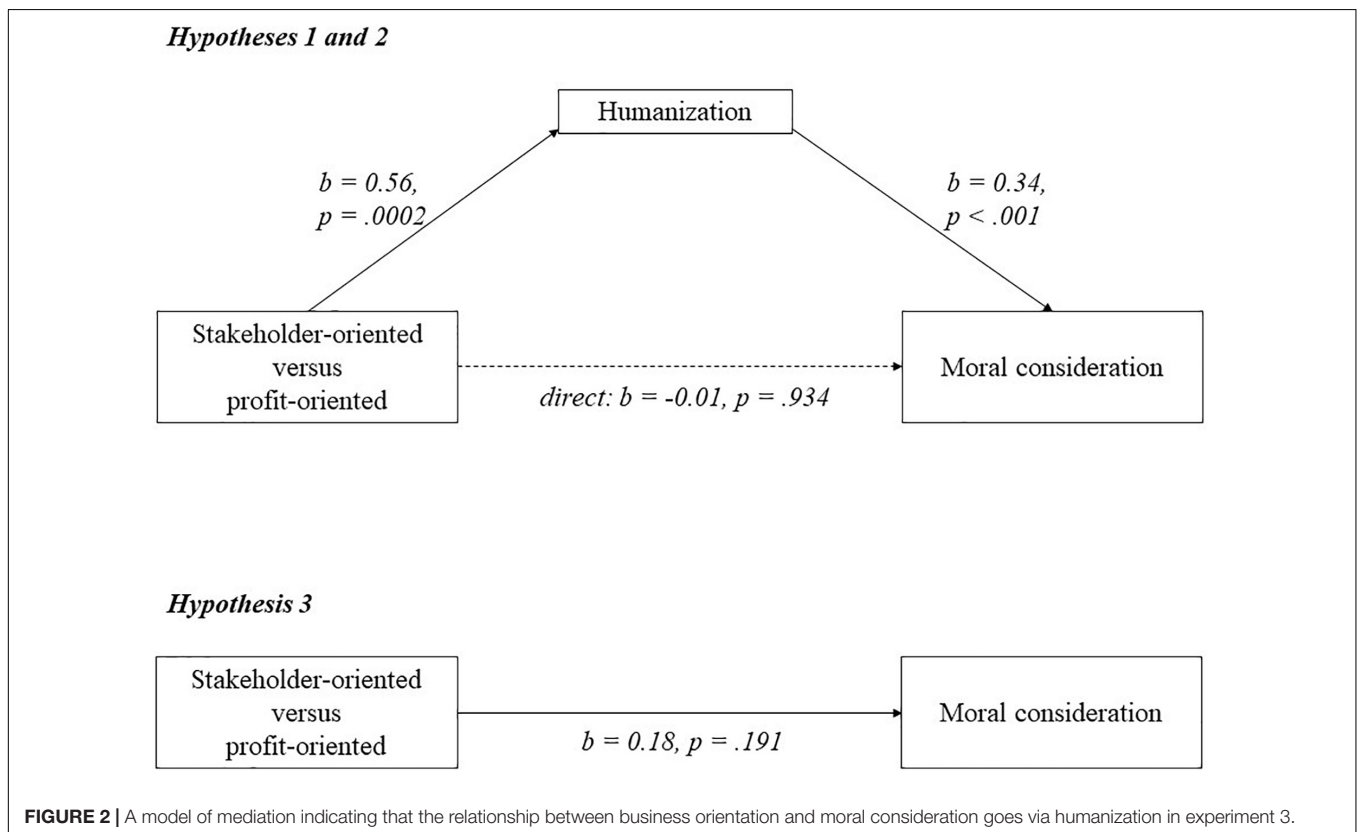 Hypotheses 1 and 2
Humanization
b = 0.56,
p = .0002
b = 0.34,
p < .001
Stakeholder-oriented
versus
profit-oriented
direct: b = -0.01, p = .934
Moral consideration
Hypothesis 3
Stakeholder-oriented
versus
profit-oriented
b = 0.18, p = .191
Moral consideration
FIGURE 2 | A model of mediation indicating that the relationship between business orientation and moral consideration goes via humanization in experiment 3.